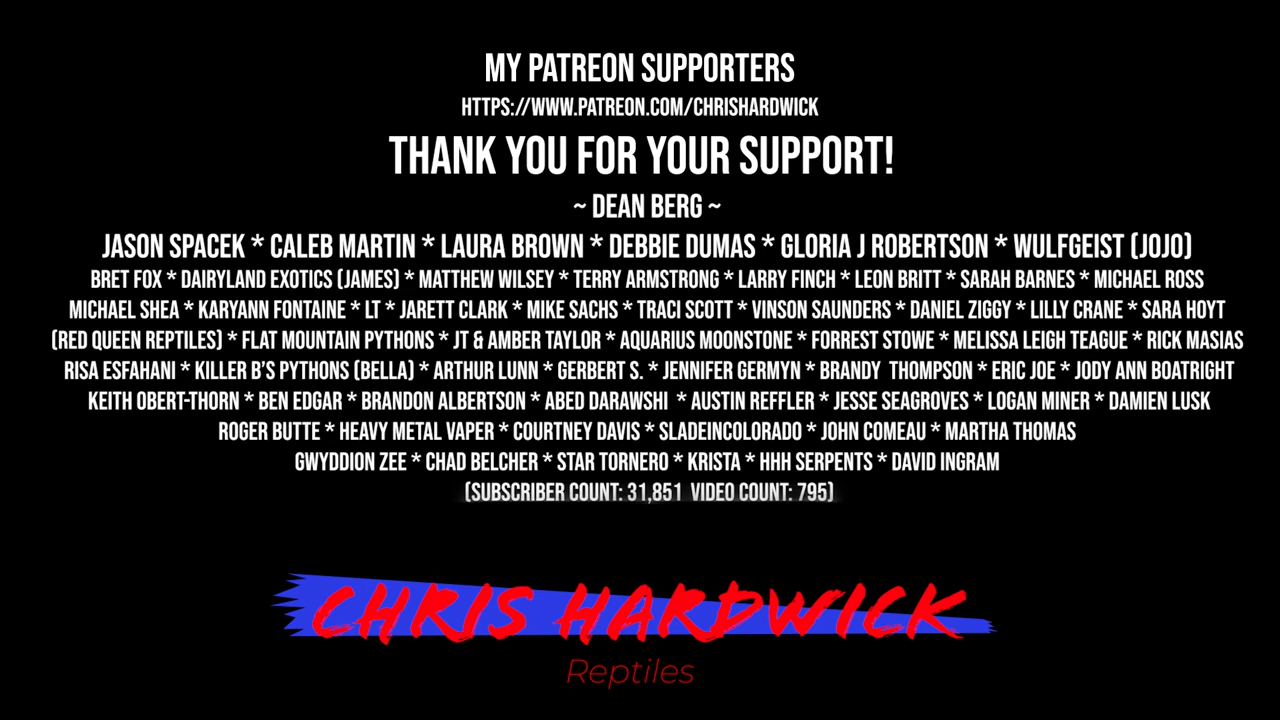 MY PATREON SUPPORTERS
HTTPS://WWW.PATREON.COM/CHRISHARDWICK
THANK YOU FOR YOUR SUPPORT!
~ DEAN BERG ~
JASON SPACEK * CALEB MARTIN * LAURA BROWN * DEBBIE DUMAS * GLORIA J ROBERTSON * WULFGEIST (JOJO)
BRET FOX * DAIRYLAND EXOTICS (JAMES) * MATTHEW WILSEY * TERRY ARMSTRONG * LARRY FINCH * LEON BRITT * SARAH BARNES * MICHAEL ROSS
MICHAEL SHEA * KARYANN FONTAINE * LT * JARETT CLARK * MIKE SACHS * TRACI SCOTT * VINSON SAUNDERS * DANIEL ZIGGY * LILLY CRANE * SARA HOYT
(RED QUEEN REPTILES) * FLAT MOUNTAIN PYTHONS * JT & AMBER TAYLOR * AQUARIUS MOONSTONE * FORREST STOWE * MELISSA LEIGH TEAGUE * RICK MASIAS
RISA ESFAHANI * KILLER B'S PYTHONS (BELLA) * ARTHUR LUNN * GERBERT S. * JENNIFER GERMYN * BRANDY THOMPSON * ERIC JOE * JODY ANN BOATRIGHT
KEITH OBERT-THORN * BEN EDGAR * BRANDON ALBERTSON * ABED DARAWSHI * AUSTIN REFFLER * JESSE SEAGROVES * LOGAN MINER * DAMIEN LUSK
ROGER BUTTE * HEAVY METAL VAPER * COURTNEY DAVIS * SLADEINCOLORADO * JOHN COMEAU * MARTHA THOMAS
GWYDDION ZEE * CHAD BELCHER * STAR TORNERO * KRISTA * HHH SERPENTS * DAVID INGRAM
(SUBSCRIBER COUNT: 31,851 VIDEO COUNT: 795)
CHRIS HARDWICK
Reptiles